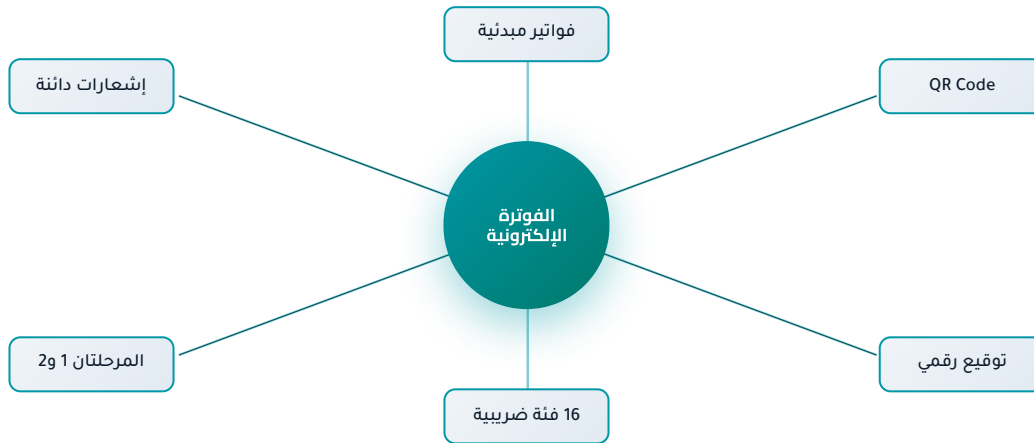 فواتير مبدئية
QR Code
إشعارات دائنة
الفوترة
الإلكترونية
توقيع رقمي
المرحلتان 1 و2
16 فئة ضريبية